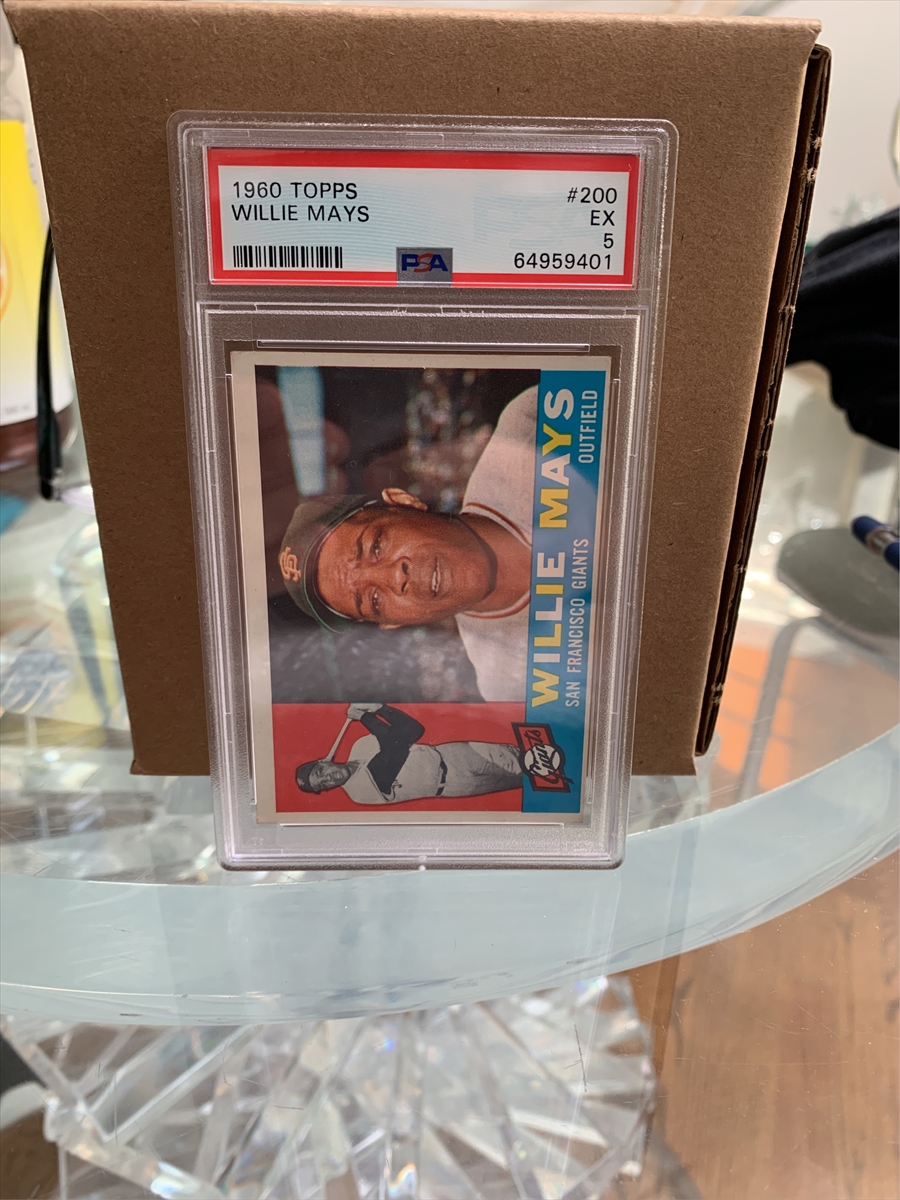 1960 TOPPS #200
WILLIE MAYS EX
5
PSA 64959401
SF
WILLIE MAYS
SAN FRANCISCO GIANTS OUTFIELD
Giants